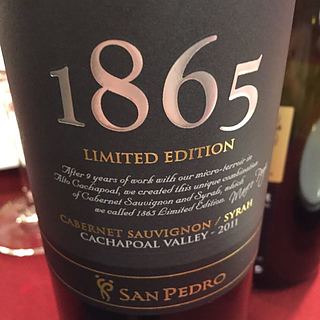 1865
LIMITED EDITION
After 9 years of work with our micro-terroir in
Alto Cachapoal, we created this unique combination
of Cabernet Sauvignon and Syrah, which
we called 1865 Limited Edition.
CABERNET SAUVIGNON / SYRAH
CACHAPOAL VALLEY - 2011
SAN PEDRO